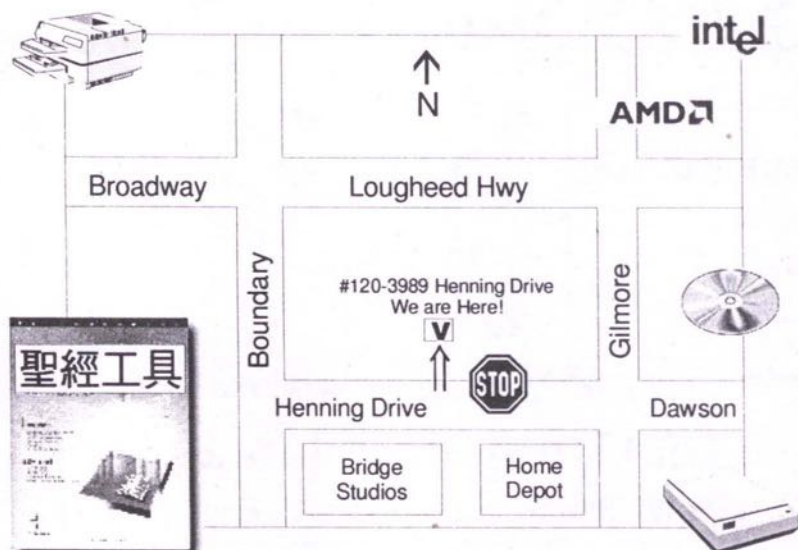 intel
N
AMD
Broadway
Lougheed Hwy
Boundary
#120-3989 Henning Drive
We are Here!
V
Gilmore
聖經工具
STOP
Henning Drive
Dawson
Bridge
Studios
Home
Depot